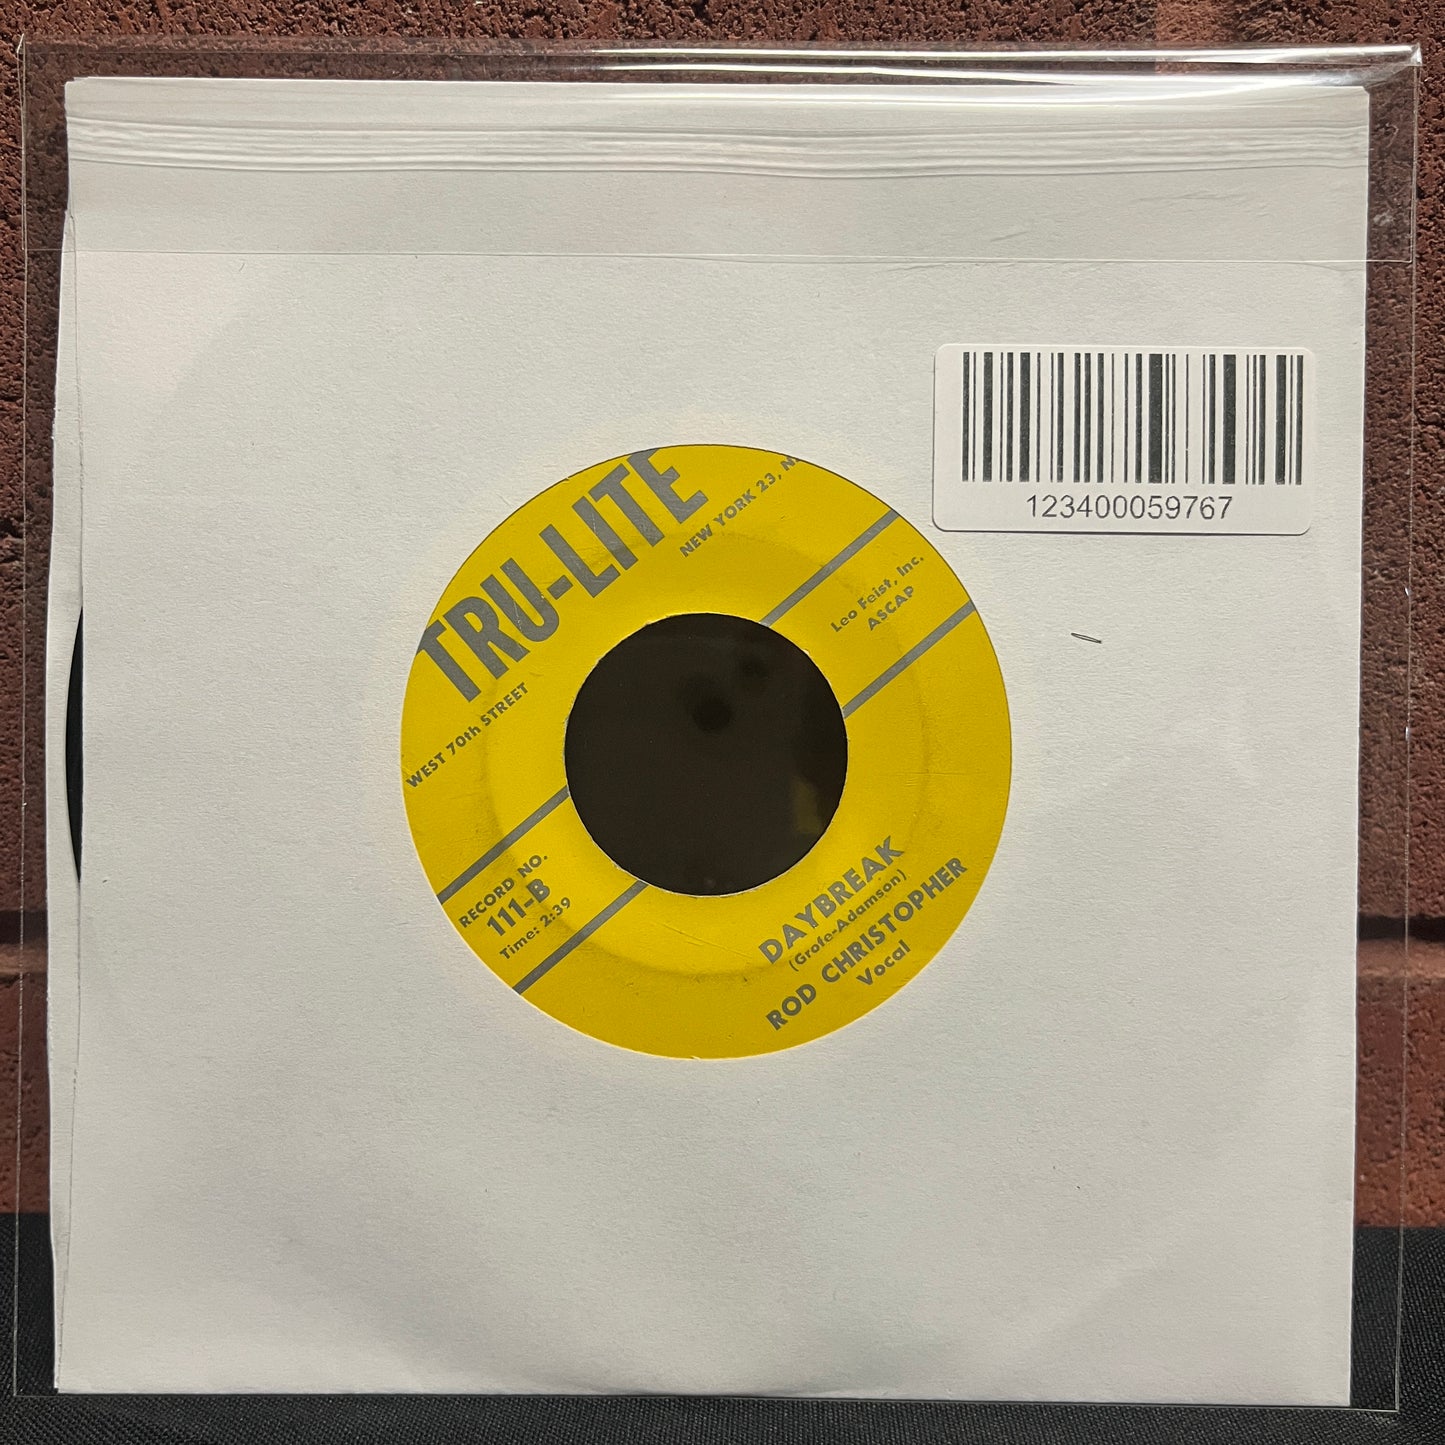 TRU-LITE
WEST 70th STREET
NEW YORK 23,
Leo Feist, Inc.
ASCAP
RECORD NO.
111-B
Time: 2:39
DAYBREAK
(Grofe-Adamson)
ROD CHRISTOPHER
Vocal
123400059767